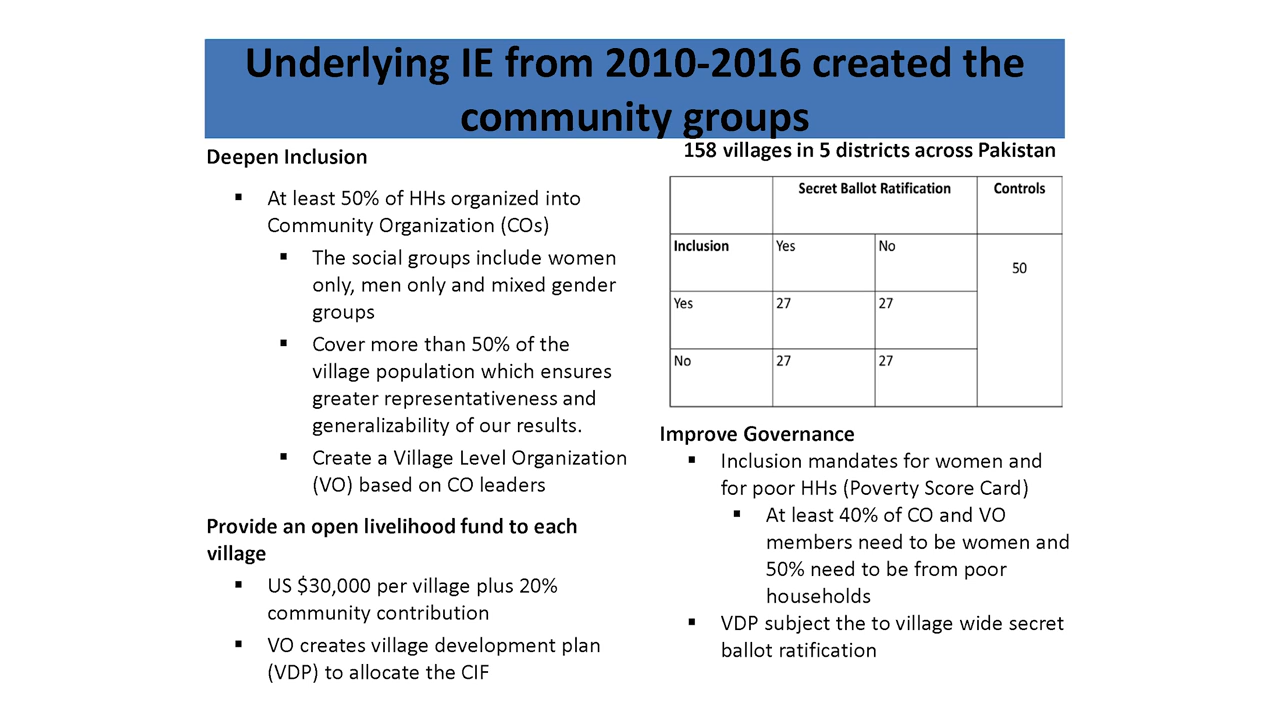 Underlying IE from 2010-2016 created the
community groups
Deepen Inclusion
▪ At least 50% of HHs organized into
Community Organization (COs)
▪ The social groups include women
only, men only and mixed gender
groups
▪ Cover more than 50% of the
village population which ensures
greater representativeness and
generalizability of our results.
▪ Create a Village Level Organization
(VO) based on CO leaders
Provide an open livelihood fund to each
village
▪ US $30,000 per village plus 20%
community contribution
▪ VO creates village development plan
(VDP) to allocate the CIF
158 villages in 5 districts across Pakistan
Secret Ballot Ratification Controls
Inclusion Yes No
50
Yes 27 27
No 27 27
Improve Governance
▪ Inclusion mandates for women and
for poor HHs (Poverty Score Card)
▪ At least 40% of CO and VO
members need to be women and
50% need to be from poor
households
▪ VDP subject the to village wide secret
ballot ratification